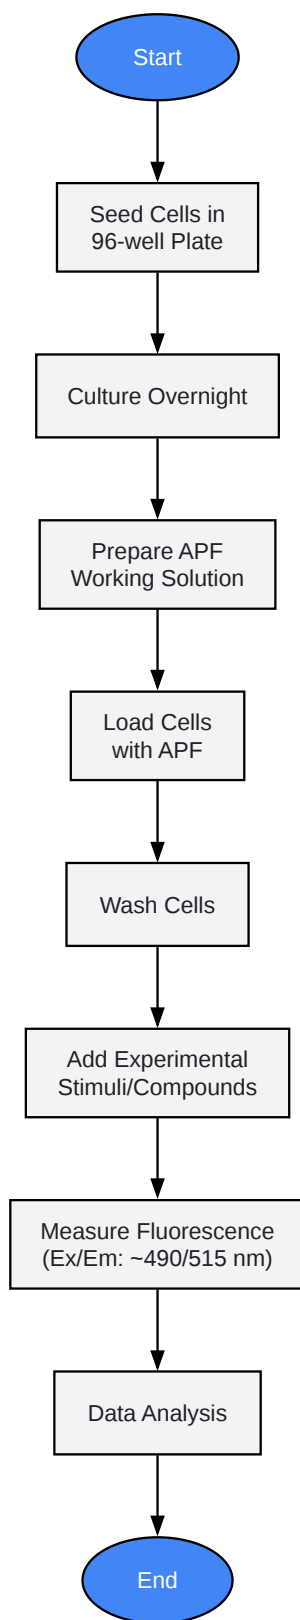 Start
Seed Cells in
96-well Plate
Culture Overnight
Prepare APF
Working Solution
Load Cells
with APF
Wash Cells
Add Experimental
Stimuli/Compounds
Measure Fluorescence
(Ex/Em: ~490/515 nm)
Data Analysis
End